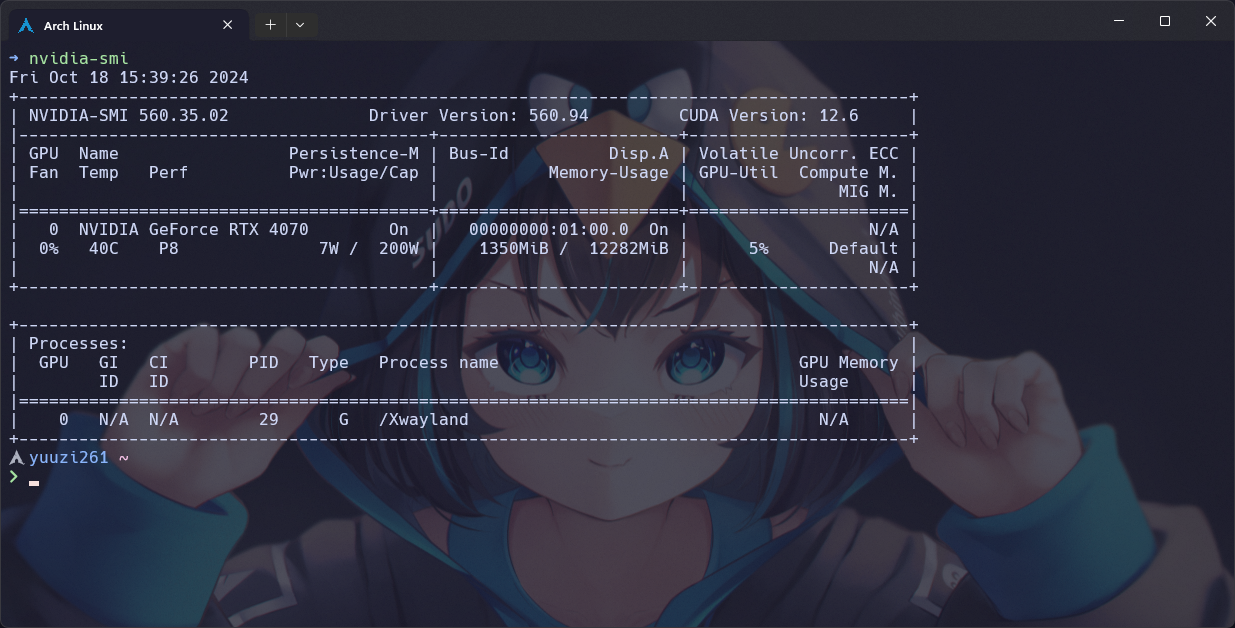 Arch Linux
→ nvidia-smi
Fri Oct 18 15:39:26 2024
+-----------------------------------------------------------------------------------------+
| NVIDIA-SMI 560.35.02              Driver Version: 560.94         CUDA Version: 12.6     |
|-----------------------------------------+------------------------+----------------------+
| GPU  Name                 Persistence-M | Bus-Id          Disp.A | Volatile Uncorr. ECC |
| Fan  Temp   Perf          Pwr:Usage/Cap |           Memory-Usage | GPU-Util  Compute M. |
|                                         |                        |               MIG M. |
|=========================================+========================+======================|
|   0  NVIDIA GeForce RTX 4070        On  |   00000000:01:00.0  On |                  N/A |
|  0%   40C    P8              7W /  200W |    1350MiB /  12282MiB |      5%      Default |
|                                         |                        |                  N/A |
+-----------------------------------------+------------------------+----------------------+
+-----------------------------------------------------------------------------------------+
| Processes:                                                                              |
|  GPU   GI   CI        PID   Type   Process name                              GPU Memory |
|        ID   ID                                                               Usage      |
|=========================================================================================|
|    0   N/A  N/A        29      G   /Xwayland                                   N/A      |
+-----------------------------------------------------------------------------------------+
yuuzi261 ~
❯
SUDO